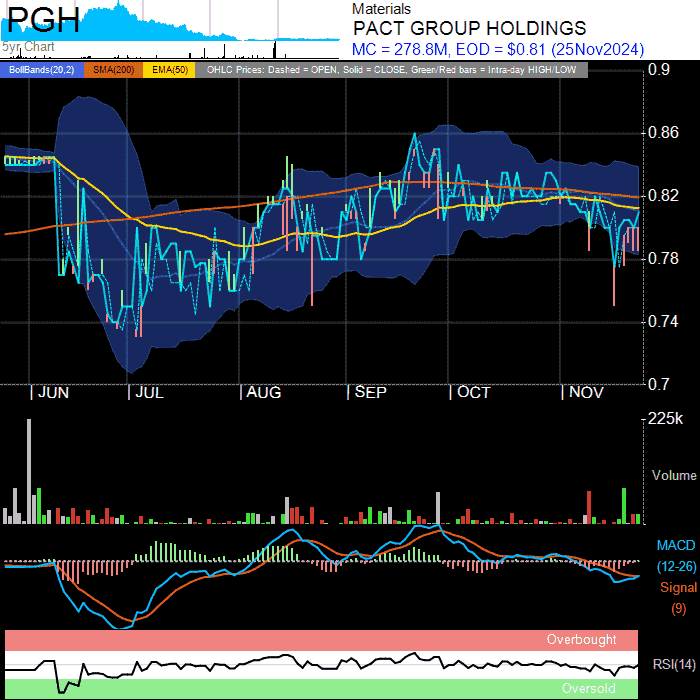 PGH
5yr Chart
Materials
PACT GROUP HOLDINGS
MC = 278.8M, EOD = $0.81 (25Nov2024)
BollBands(20,2) SMA(200) EMA(50) OHLC Prices: Dashed = OPEN, Solid = CLOSE, Green/Red bars = Intra-day HIGH/LOW
0.9
0.86
0.82
0.78
0.74
0.7
JUN JUL AUG SEP OCT NOV
225k
Volume
MACD
(12-26)
Signal
(9)
Overbought
RSI(14)
Oversold